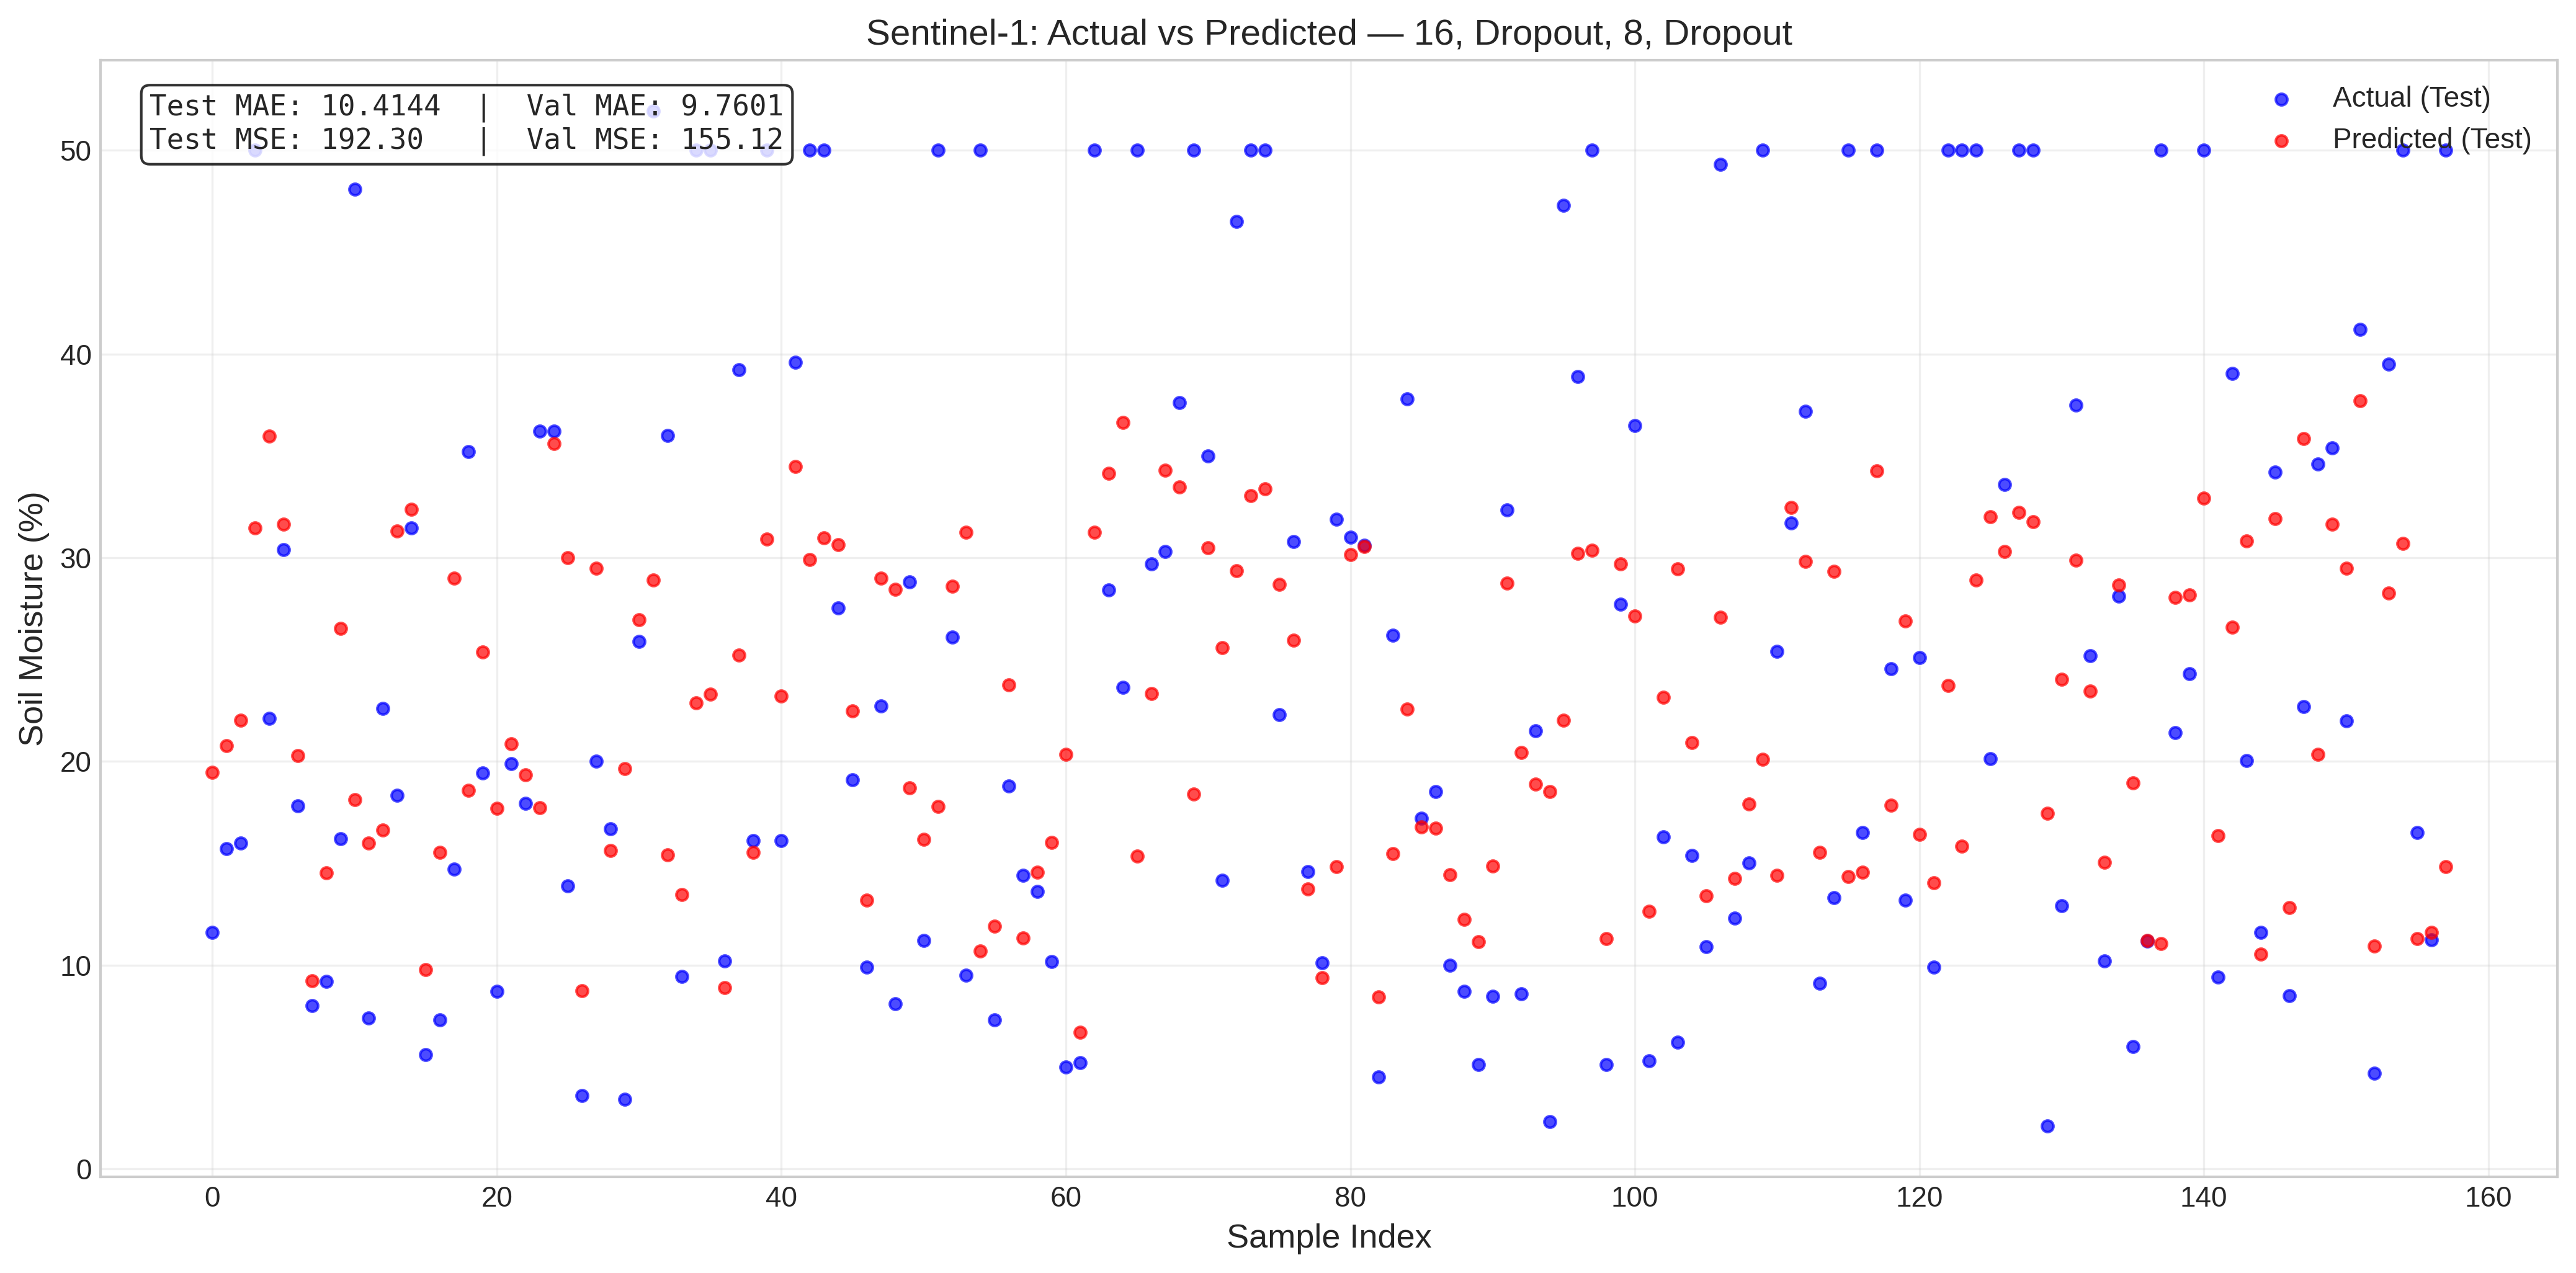 Sentinel-1: Actual vs Predicted — 16, Dropout, 8, Dropout
Test MAE: 10.4144 | Val MAE: 9.7601
Test MSE: 192.30 | Val MSE: 155.12
Actual (Test)
Predicted (Test)
50
40
30
20
10
0
Soil Moisture (%)
0 20 40 60 80 100 120 140 160
Sample Index